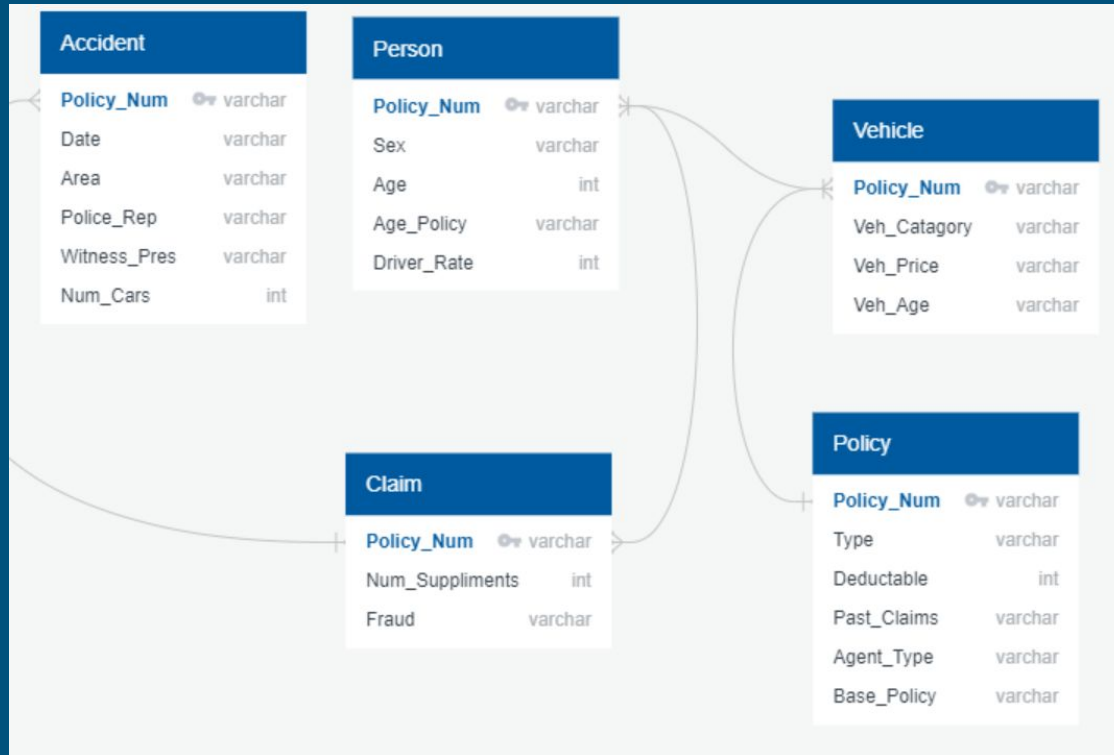 Accident
Policy_Num varchar
Date varchar
Area varchar
Police_Rep varchar
Witness_Pres varchar
Num_Cars int
Person
Policy_Num varchar
Sex varchar
Age int
Age_Policy varchar
Driver_Rate int
Vehicle
Policy_Num varchar
Veh_Catagory varchar
Veh_Price varchar
Veh_Age varchar
Claim
Policy_Num varchar
Num_Suppliments int
Fraud varchar
Policy
Policy_Num varchar
Type varchar
Deductable int
Past_Claims varchar
Agent_Type varchar
Base_Policy varchar